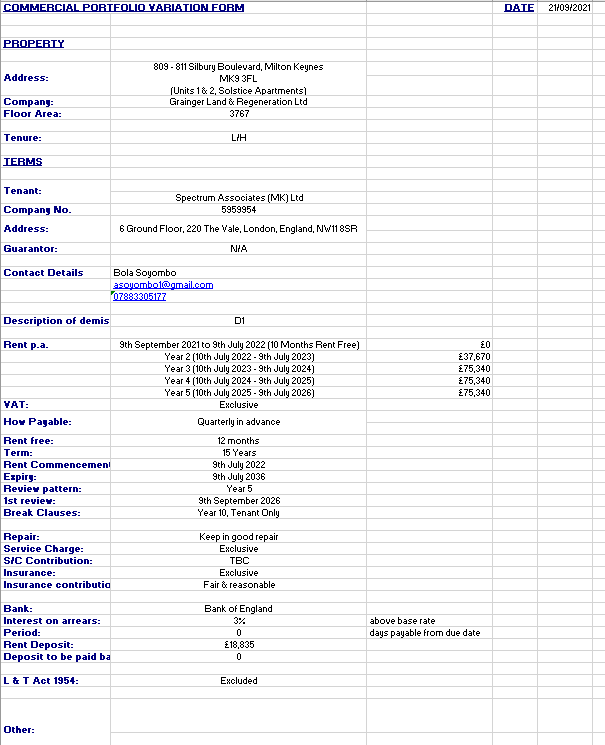 COMMERCIAL PORTFOLIO VARIATION FORM DATE 21/09/2021
PROPERTY
809 - 811 Silbury Boulevard, Milton Keynes
Address: MK9 3FL
(Units 1 & 2, Solstice Apartments)
Company: Grainger Land & Regeneration Ltd
Floor Area: 3767
Tenure: L/H
TERMS
Tenant: Spectrum Associates (MK) Ltd
Company No. 5959954
Address: 6 Ground Floor, 220 The Vale, London, England, NW11 8SR
Guarantor: N/A
Contact Details Bola Soyombo
asoyombo1@gmail.com
07883305177
Description of demis D1
Rent p.a. 9th September 2021 to 9th July 2022 (10 Months Rent Free) £0
Year 2 (10th July 2022 - 9th July 2023) £37,670
Year 3 (10th July 2023 - 9th July 2024) £75,340
Year 4 (10th July 2024 - 9th July 2025) £75,340
Year 5 (10th July 2025 - 9th July 2026) £75,340
VAT: Exclusive
How Payable: Quarterly in advance
Rent free: 12 months
Term: 15 Years
Rent Commencement 9th July 2022
Expiry: 9th July 2036
Review pattern: Year 5
1st review: 9th September 2026
Break Clauses: Year 10, Tenant Only
Repair: Keep in good repair
Service Charge: Exclusive
S/C Contribution: TBC
Insurance: Exclusive
Insurance contributio Fair & reasonable
Bank: Bank of England
Interest on arrears: 3% above base rate
Period: 0 days payable from due date
Rent Deposit: £18,835
Deposit to be paid ba 0
L & T Act 1954: Excluded
Other: